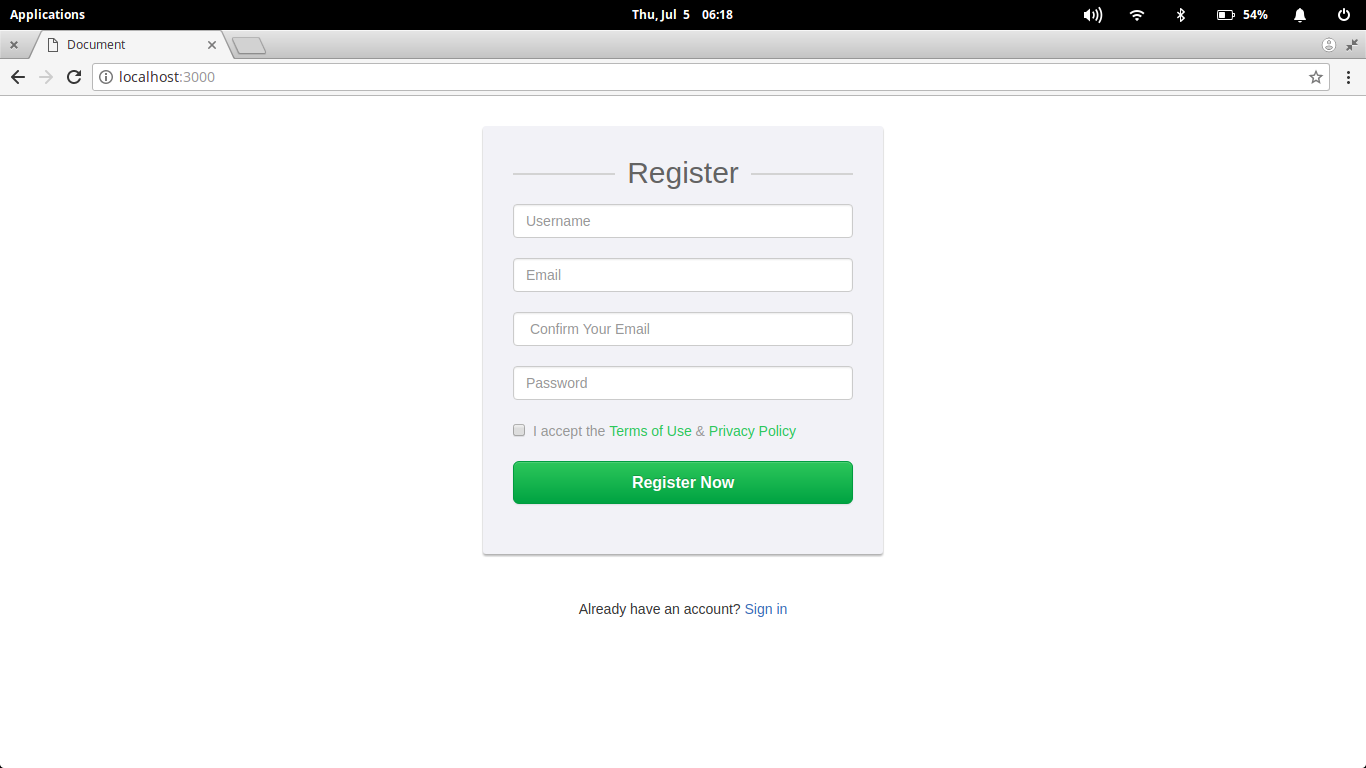 Applications Thu, Jul 5 06:18 54%
Document
localhost:3000
Register
Username
Email
Confirm Your Email
Password
I accept the Terms of Use & Privacy Policy
Register Now
Already have an account? Sign in